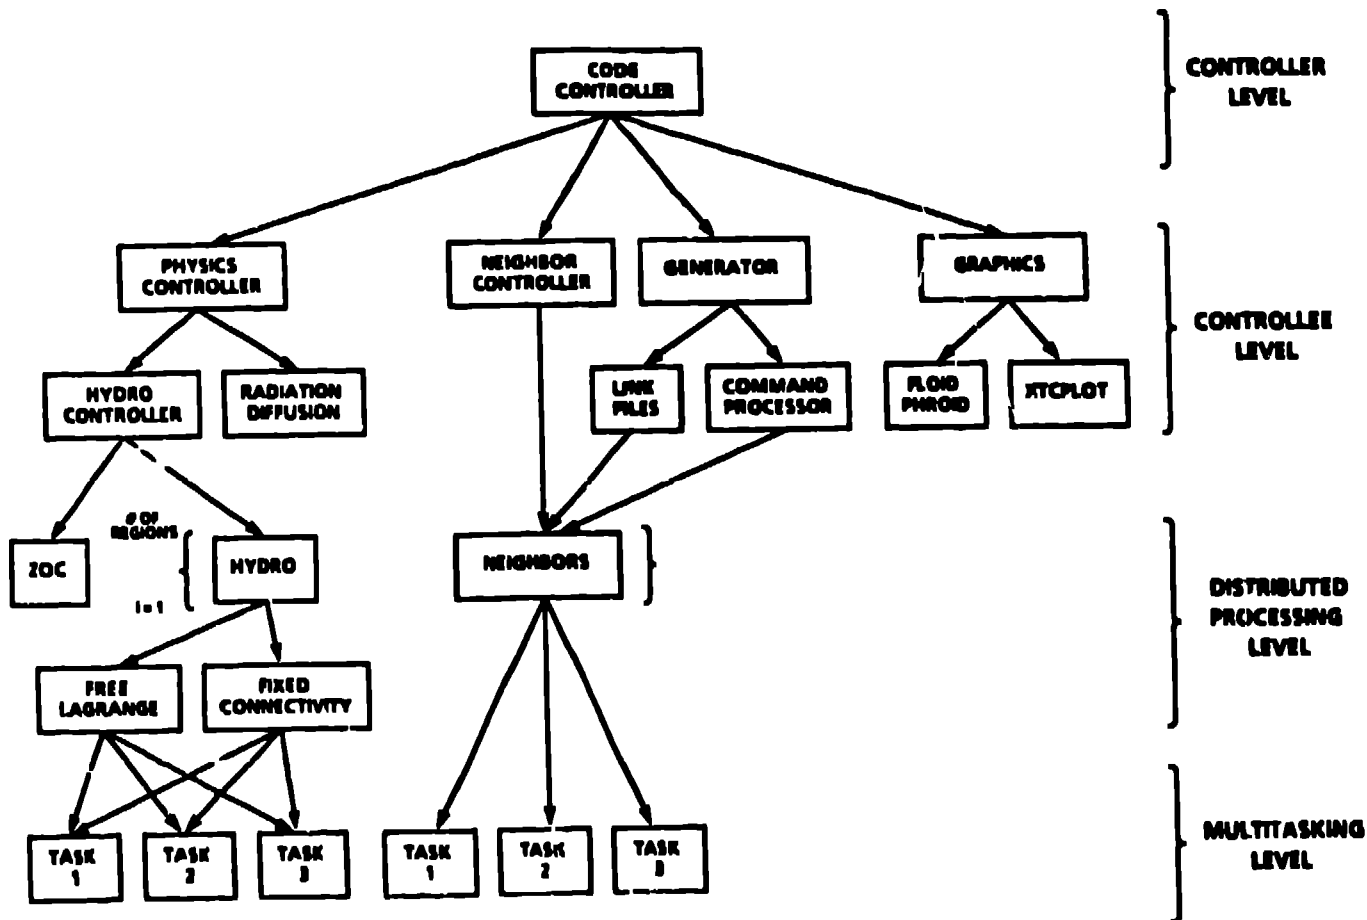 CODE
CONTROLLER
CONTROLLER
LEVEL
PHYSICS
CONTROLLER
NEIGHBOR
CONTROLLER
GENERATOR
GRAPHICS
CONTROLLEE
LEVEL
HYDRO
CONTROLLER
RADIATION
DIFFUSION
LINK
FILES
COMMAND
PROCESSOR
FLOID
PHROID
XTCPLOT
# OF
REGIONS
ZOC
HYDRO
i = 1
NEIGHBORS
DISTRIBUTED
PROCESSING
LEVEL
FREE
LAGRANGE
FIXED
CONNECTIVITY
TASK
1
TASK
2
TASK
3
TASK
1
TASK
2
TASK
3
MULTITASKING
LEVEL